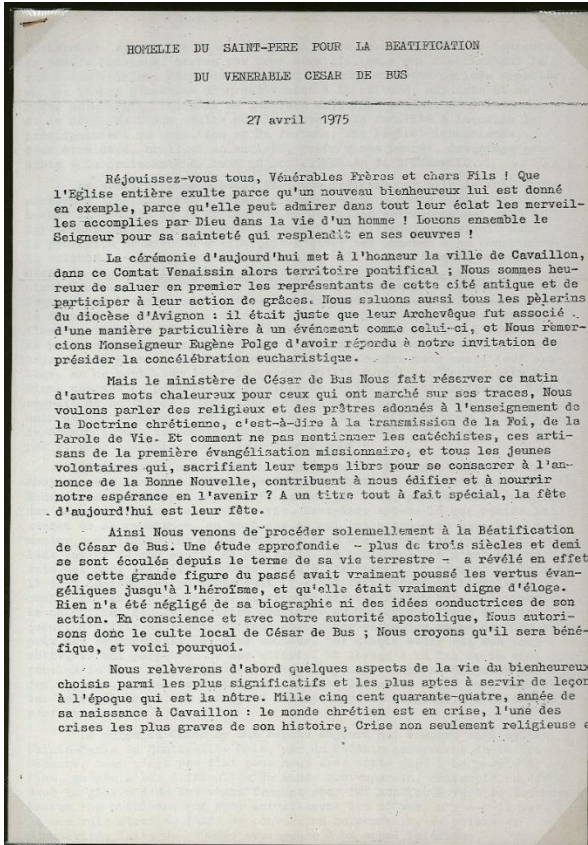 HOMELIE DU SAINT-PERE POUR LA BEATIFICATION
DU VENERABLE CESAR DE BUS
27 avril 1975
Réjouissez-vous tous, Vénérables Frères et chers Fils ! Que
l'Eglise entière exulte parce qu'un nouveau bienheureux lui est donné
en exemple, parce qu'elle peut admirer dans tout leur éclat les merveil-
les accomplies par Dieu dans la vie d'un homme ! Louons ensemble le
Seigneur pour sa sainteté qui resplendit en ses oeuvres !
La cérémonie d'aujourd'hui met à l'honneur la ville de Cavaillon,
dans ce Comtat Venaissin alors territoire pontifical ; Nous sommes heu-
reux de saluer en premier les représentants de cette cité antique et de
participer à leur action de grâces. Nous saluons aussi tous les pèlerins
du diocèse d'Avignon : il était juste que leur Archevêque fut associé
d'une manière particulière à un événement comme celui-ci, et Nous remer-
cions Monseigneur Eugène Polge d'avoir répondu à notre invitation de
présider la concélébration eucharistique.
Mais le ministère de César de Bus Nous fait réserver ce matin
d'autres mots chaleureux pour ceux qui ont marché sur ses traces, Nous
voulons parler des religieux et des prêtres adonnés à l'enseignement de
la Doctrine chrétienne, c'est-à-dire à la transmission de la Foi, de la
Parole de Vie. Et comment ne pas mentionner les catéchistes, ces arti-
sans de la première évangélisation missionnaire, et tous les jeunes
volontaires qui, sacrifiant leur temps libre pour se consacrer à l'an-
nonce de la Bonne Nouvelle, contribuent à nous édifier et à nourrir
notre espérance en l'avenir ? A un titre tout à fait spécial, la fête
d'aujourd'hui est leur fête.
Ainsi Nous venons de procéder solennellement à la Béatification
de César de Bus. Une étude approfondie - plus de trois siècles et demi
se sont écoulés depuis le terme de sa vie terrestre - a révélé en effet
que cette grande figure du passé avait vraiment poussé les vertus évan-
géliques jusqu'à l'héroïsme, et qu'elle était vraiment digne d'éloge.
Rien n'a été négligé de sa biographie ni des idées conductrices de son
action. En conscience et avec notre autorité apostolique, Nous autori-
sons donc le culte local de César de Bus ; Nous croyons qu'il sera béné-
fique, et voici pourquoi.
Nous relèverons d'abord quelques aspects de la vie du bienheureux
choisis parmi les plus significatifs et les plus aptes à servir de leçon
à l'époque qui est la nôtre. Mille cinq cent quarante-quatre, année de
sa naissance à Cavaillon : le monde chrétien est en crise, l'une des
crises les plus graves de son histoire. Crise non seulement religieuse